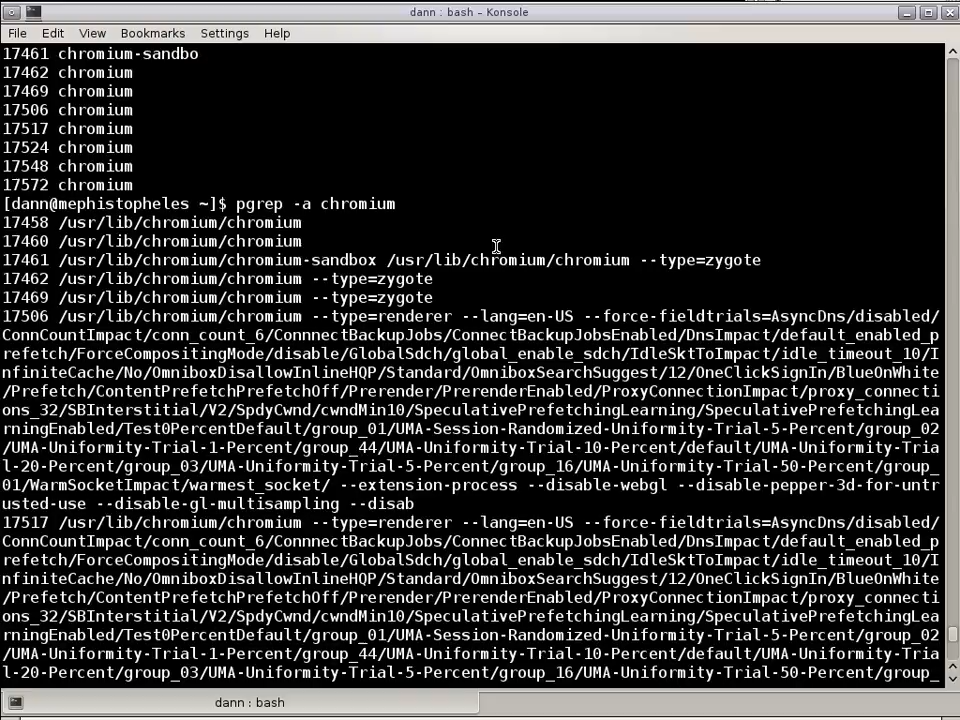 dann : bash - Konsole
File Edit View Bookmarks Settings Help
17461 chromium-sandbo
17462 chromium
17469 chromium
17506 chromium
17517 chromium
17524 chromium
17548 chromium
17572 chromium
[dann@mephistopheles ~]$ pgrep -a chromium
17458 /usr/lib/chromium/chromium
17460 /usr/lib/chromium/chromium
17461 /usr/lib/chromium/chromium-sandbox /usr/lib/chromium/chromium --type=zygote
17462 /usr/lib/chromium/chromium --type=zygote
17469 /usr/lib/chromium/chromium --type=zygote
17506 /usr/lib/chromium/chromium --type=renderer --lang=en-US --force-fieldtrials=AsyncDns/disabled/
ConnCountImpact/conn_count_6/ConnnectBackupJobs/ConnectBackupJobsEnabled/DnsImpact/default_enabled_p
refetch/ForceCompositingMode/disable/GlobalSdch/global_enable_sdch/IdleSktToImpact/idle_timeout_10/I
nfiniteCache/No/OmniboxDisallowInlineHQP/Standard/OmniboxSearchSuggest/12/OneClickSignIn/BlueOnWhite
/Prefetch/ContentPrefetchPrefetchOff/Prerender/PrerenderEnabled/ProxyConnectionImpact/proxy_connecti
ons_32/SBInterstitial/V2/SpdyCwnd/cwndMin10/SpeculativePrefetchingLearning/SpeculativePrefetchingLea
rningEnabled/Test0PercentDefault/group_01/UMA-Session-Randomized-Uniformity-Trial-5-Percent/group_02
/UMA-Uniformity-Trial-1-Percent/group_44/UMA-Uniformity-Trial-10-Percent/default/UMA-Uniformity-Tria
l-20-Percent/group_03/UMA-Uniformity-Trial-5-Percent/group_16/UMA-Uniformity-Trial-50-Percent/group_
01/WarmSocketImpact/warmest_socket/ --extension-process --disable-webgl --disable-pepper-3d-for-untr
usted-use --disable-gl-multisampling --disab
17517 /usr/lib/chromium/chromium --type=renderer --lang=en-US --force-fieldtrials=AsyncDns/disabled/
ConnCountImpact/conn_count_6/ConnnectBackupJobs/ConnectBackupJobsEnabled/DnsImpact/default_enabled_p
refetch/ForceCompositingMode/disable/GlobalSdch/global_enable_sdch/IdleSktToImpact/idle_timeout_10/I
nfiniteCache/No/OmniboxDisallowInlineHQP/Standard/OmniboxSearchSuggest/12/OneClickSignIn/BlueOnWhite
/Prefetch/ContentPrefetchPrefetchOff/Prerender/PrerenderEnabled/ProxyConnectionImpact/proxy_connecti
ons_32/SBInterstitial/V2/SpdyCwnd/cwndMin10/SpeculativePrefetchingLearning/SpeculativePrefetchingLea
rningEnabled/Test0PercentDefault/group_01/UMA-Session-Randomized-Uniformity-Trial-5-Percent/group_02
/UMA-Uniformity-Trial-1-Percent/group_44/UMA-Uniformity-Trial-10-Percent/default/UMA-Uniformity-Tria
l-20-Percent/group_03/UMA-Uniformity-Trial-5-Percent/group_16/UMA-Uniformity-Trial-50-Percent/group_
dann : bash